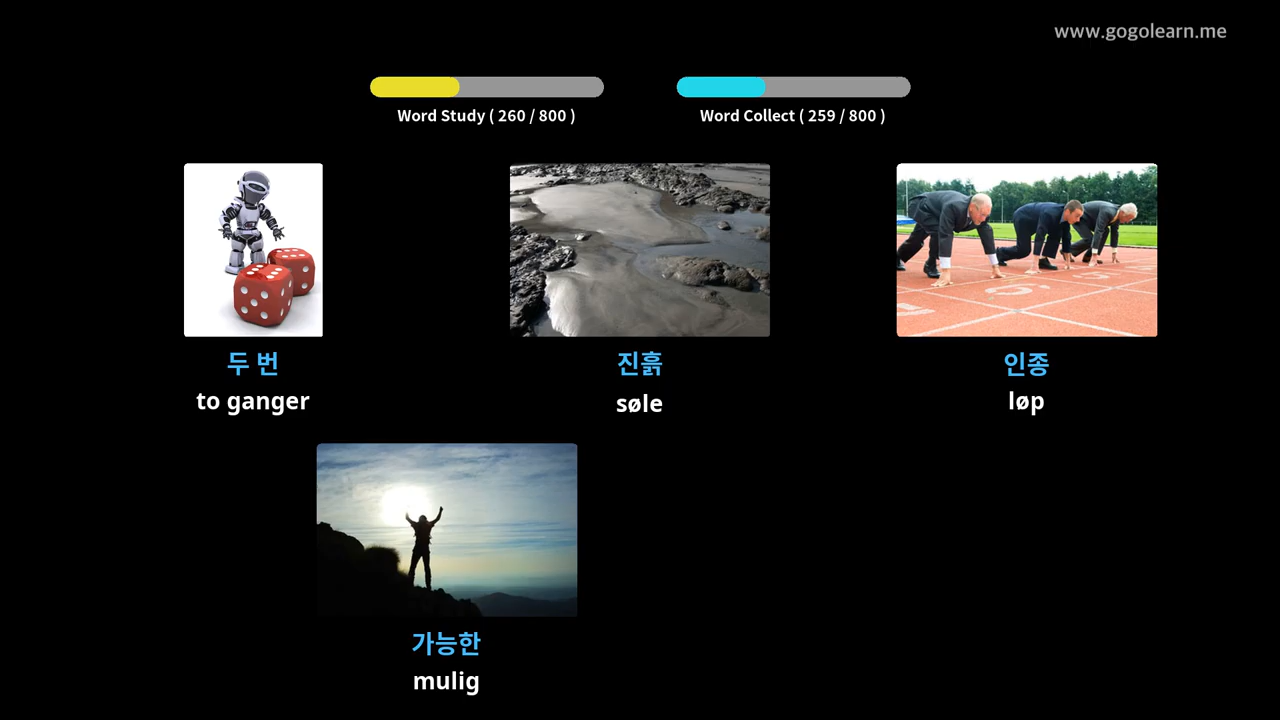 www.gogolearn.me
Word Study ( 260 / 800 )
Word Collect ( 259 / 800 )
두 번
to ganger
진흙
søle
인종
løp
가능한
mulig